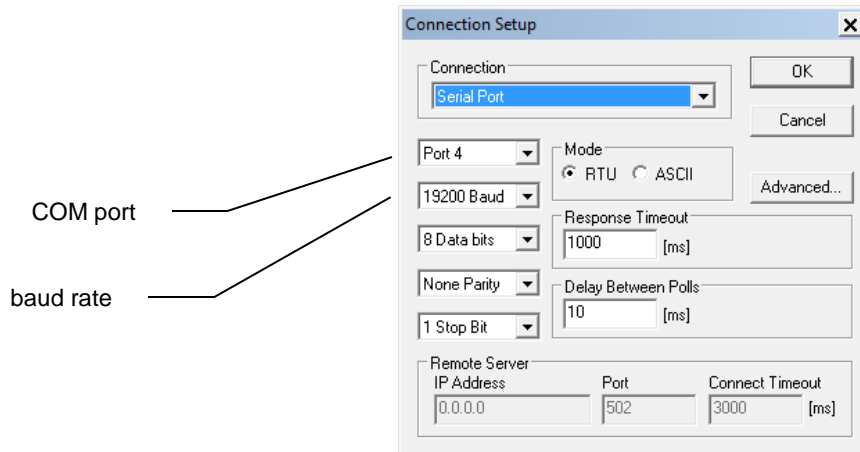 Connection Setup
Connection
OK
Serial Port
Cancel
Port 4
Mode
RTU ASCII
Advanced...
COM port
19200 Baud
Response Timeout
8 Data bits
1000 [ms]
baud rate
None Parity
Delay Between Polls
10 [ms]
1 Stop Bit
Remote Server
IP Address Port Connect Timeout
0.0.0.0 502 3000 [ms]